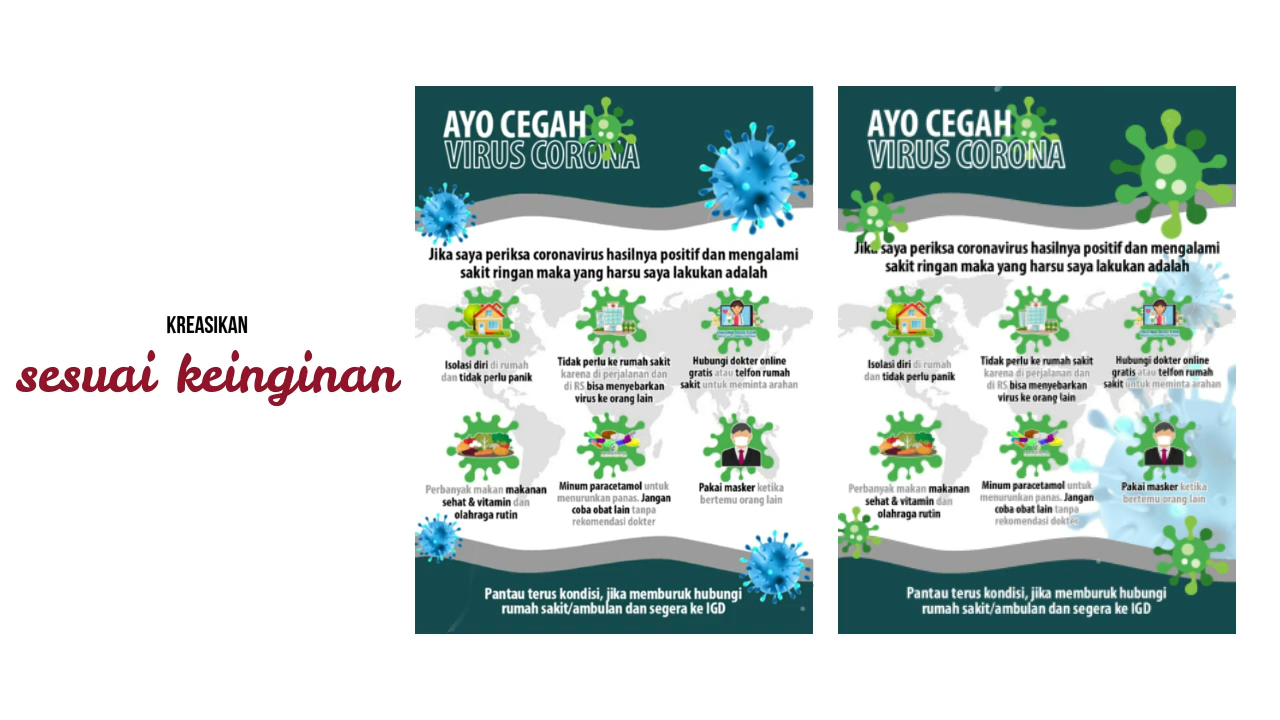 KREASIKAN
sesuai keinginan
AYO CEGAH
VIRUS CORONA
Jika saya periksa coronavirus hasilnya positif dan mengalami
sakit ringan maka yang harsu saya lakukan adalah
Isolasi diri di rumah
dan tidak perlu panik
Tidak perlu ke rumah sakit
karena di perjalanan dan
di RS bisa menyebarkan
virus ke orang lain
Hubungi dokter online
gratis atau telfon rumah
sakit untuk meminta arahan
Perbanyak makan makanan
sehat & vitamin dan
olahraga rutin
Minum paracetamol untuk
menurunkan panas. Jangan
coba obat lain tanpa
rekomendasi dokter
Pakai masker ketika
bertemu orang lain
Pantau terus kondisi, jika memburuk hubungi
rumah sakit/ambulan dan segera ke IGD
AYO CEGAH
VIRUS CORONA
Jika saya periksa coronavirus hasilnya positif dan mengalami
sakit ringan maka yang harsu saya lakukan adalah
Isolasi diri di rumah
dan tidak perlu panik
Tidak perlu ke rumah sakit
karena di perjalanan dan
di RS bisa menyebarkan
virus ke orang lain
Hubungi dokter online
gratis atau telfon rumah
sakit untuk meminta arahan
Perbanyak makan makanan
sehat & vitamin dan
olahraga rutin
Minum paracetamol untuk
menurunkan panas. Jangan
coba obat lain tanpa
rekomendasi dokter
Pakai masker ketika
bertemu orang lain
Pantau terus kondisi, jika memburuk hubungi
rumah sakit/ambulan dan segera ke IGD